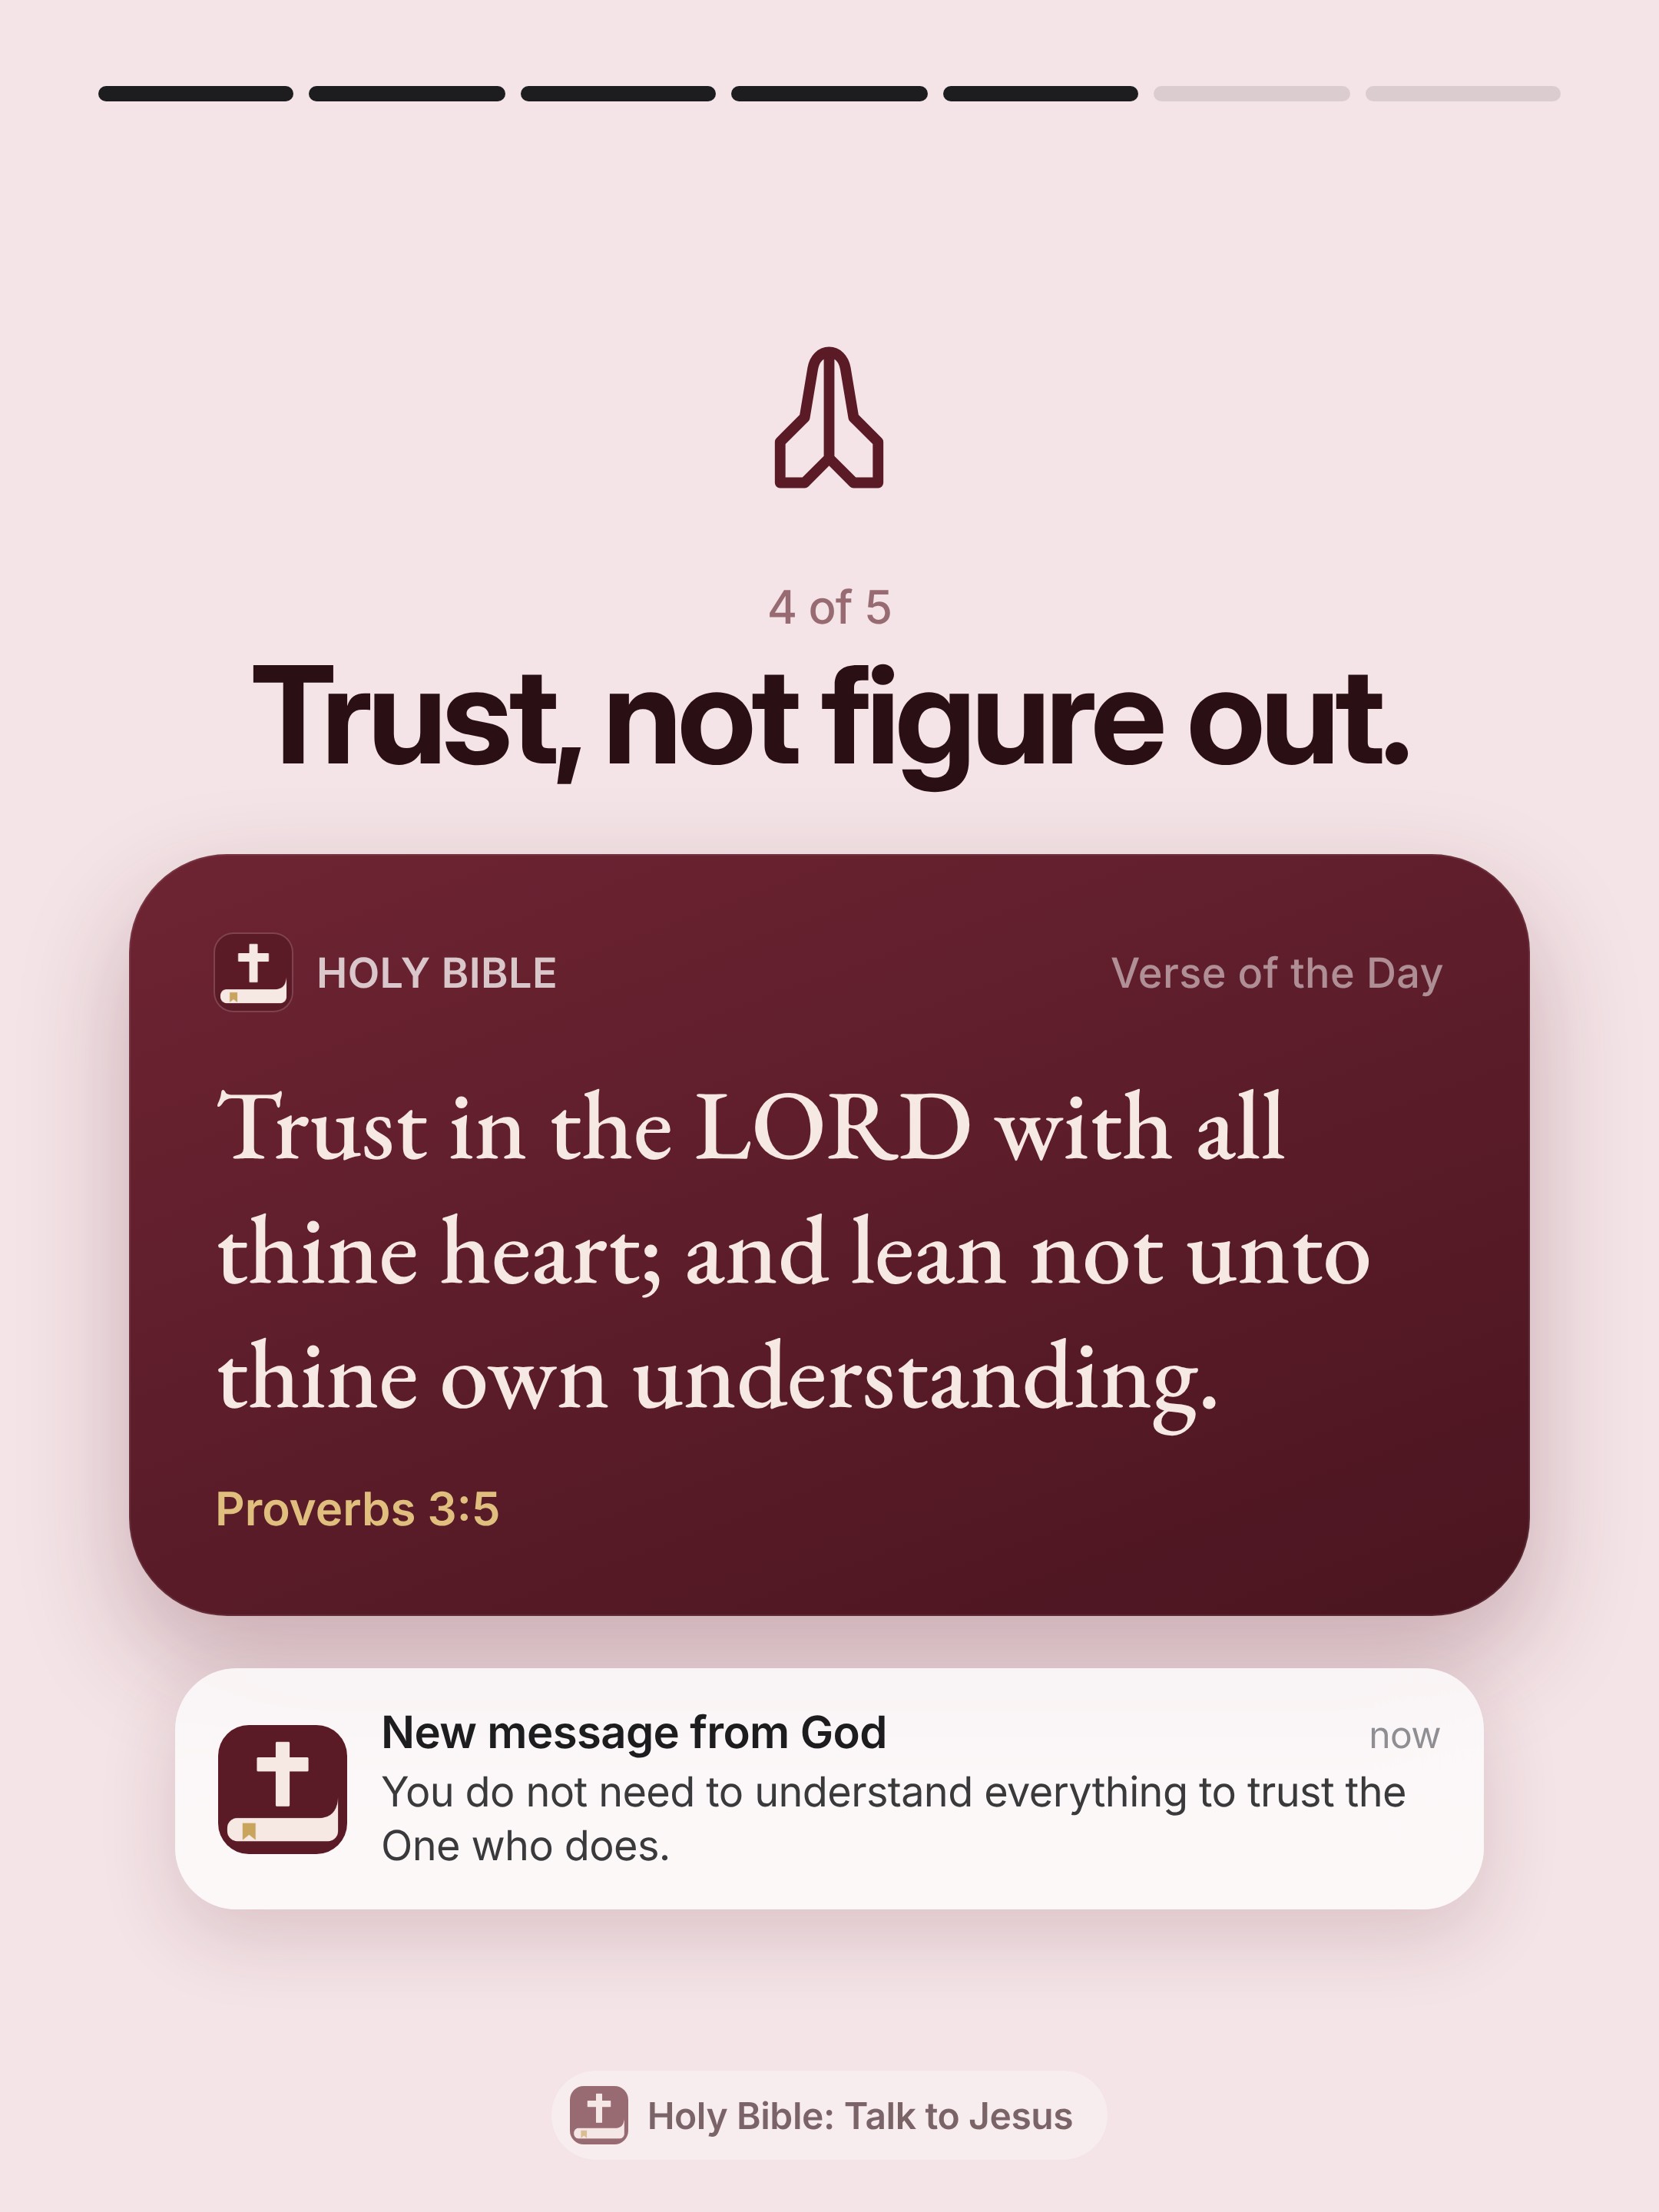 4 of 5
Trust, not figure out.
HOLY BIBLE
Verse of the Day
Trust in the LORD with all
thine heart; and lean not unto
thine own understanding.
Proverbs 3:5
New message from God
now
You do not need to understand everything to trust the
One who does.
Holy Bible: Talk to Jesus